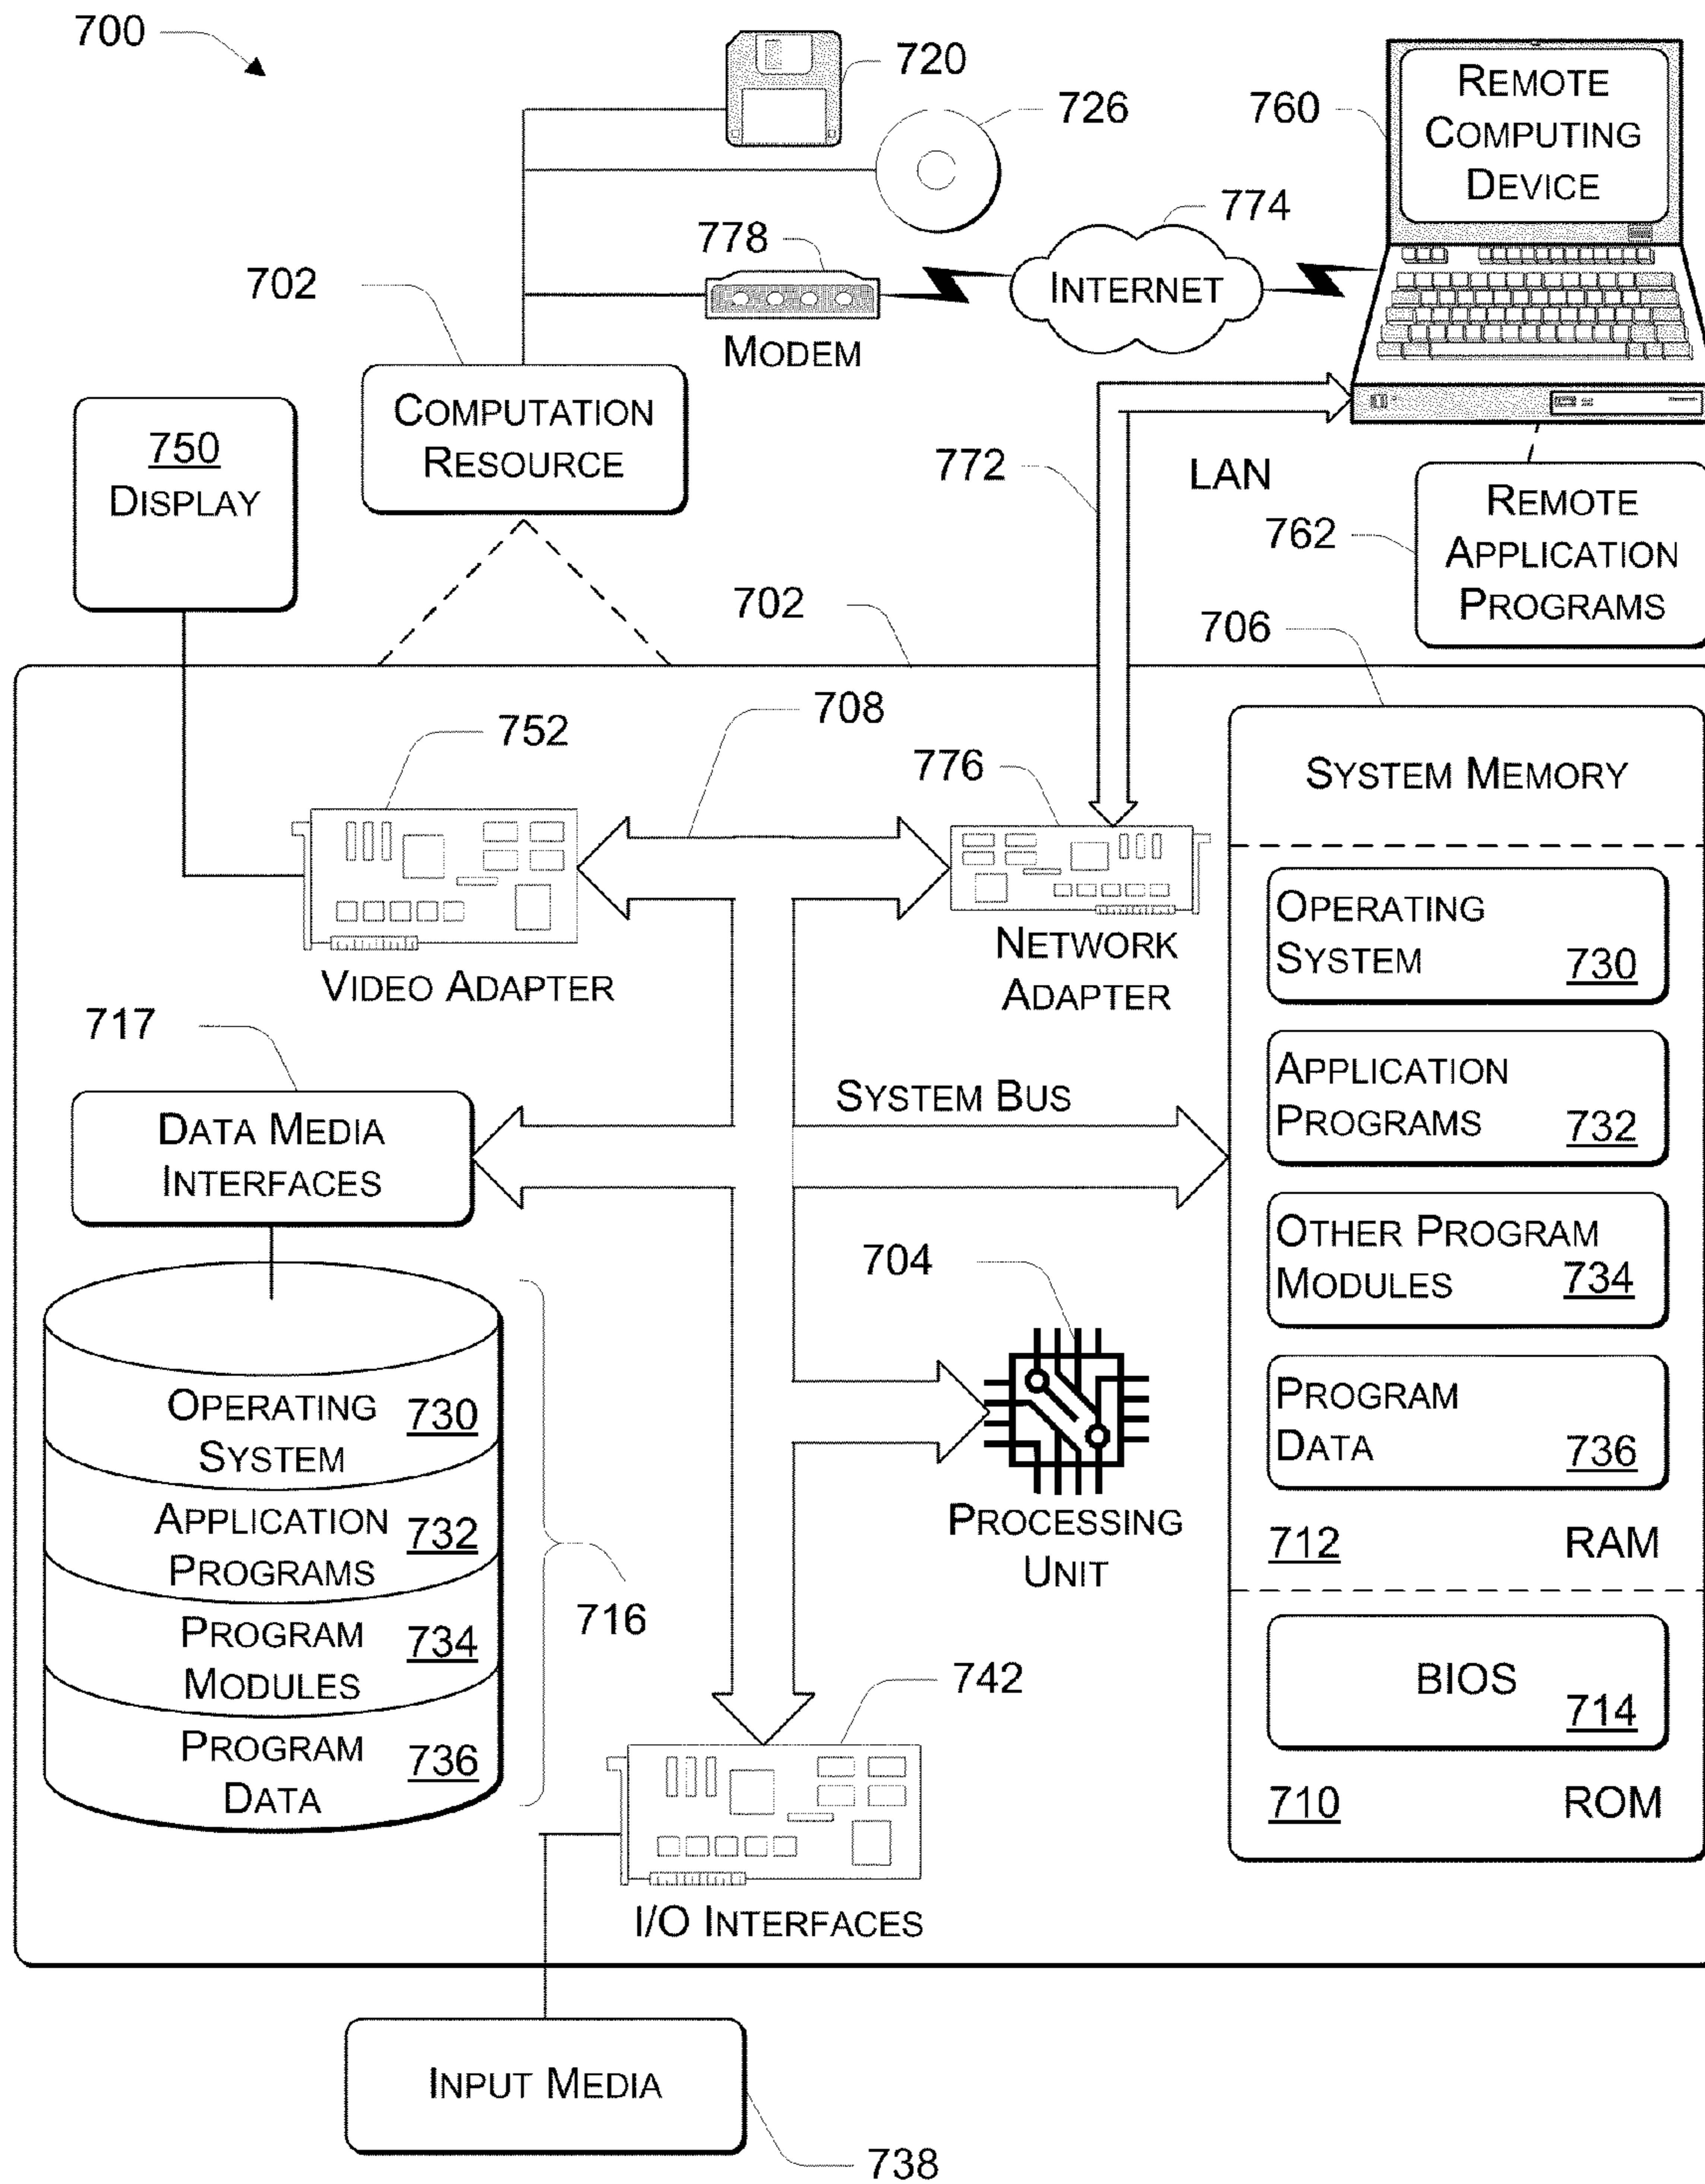 700
720
726
760
REMOTE
COMPUTING
DEVICE
774
778
INTERNET
702
MODEM
COMPUTATION
RESOURCE
750
DISPLAY
772
LAN
REMOTE
APPLICATION
PROGRAMS
762
702
706
708
752
776
SYSTEM MEMORY
OPERATING
SYSTEM 730
NETWORK
ADAPTER
VIDEO ADAPTER
717
APPLICATION
PROGRAMS 732
SYSTEM BUS
DATA MEDIA
INTERFACES
OTHER PROGRAM
MODULES 734
704
PROGRAM
DATA 736
OPERATING 730
SYSTEM
APPLICATION 732
PROGRAMS
PROGRAM 734
MODULES
PROGRAM 736
DATA
716
PROCESSING
UNIT
712 RAM
BIOS
714
710 ROM
742
I/O INTERFACES
INPUT MEDIA
738